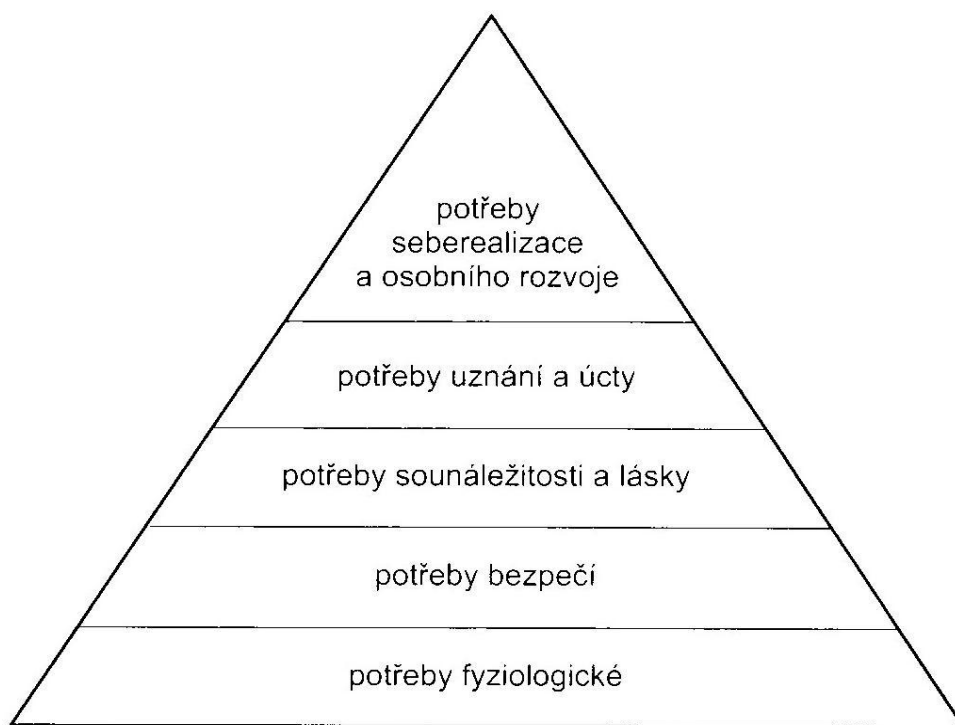 potřeby
seberealizace
a osobního rozvoje
potřeby uznání a úcty
potřeby sounáležitosti a lásky
potřeby bezpečí
potřeby fyziologické